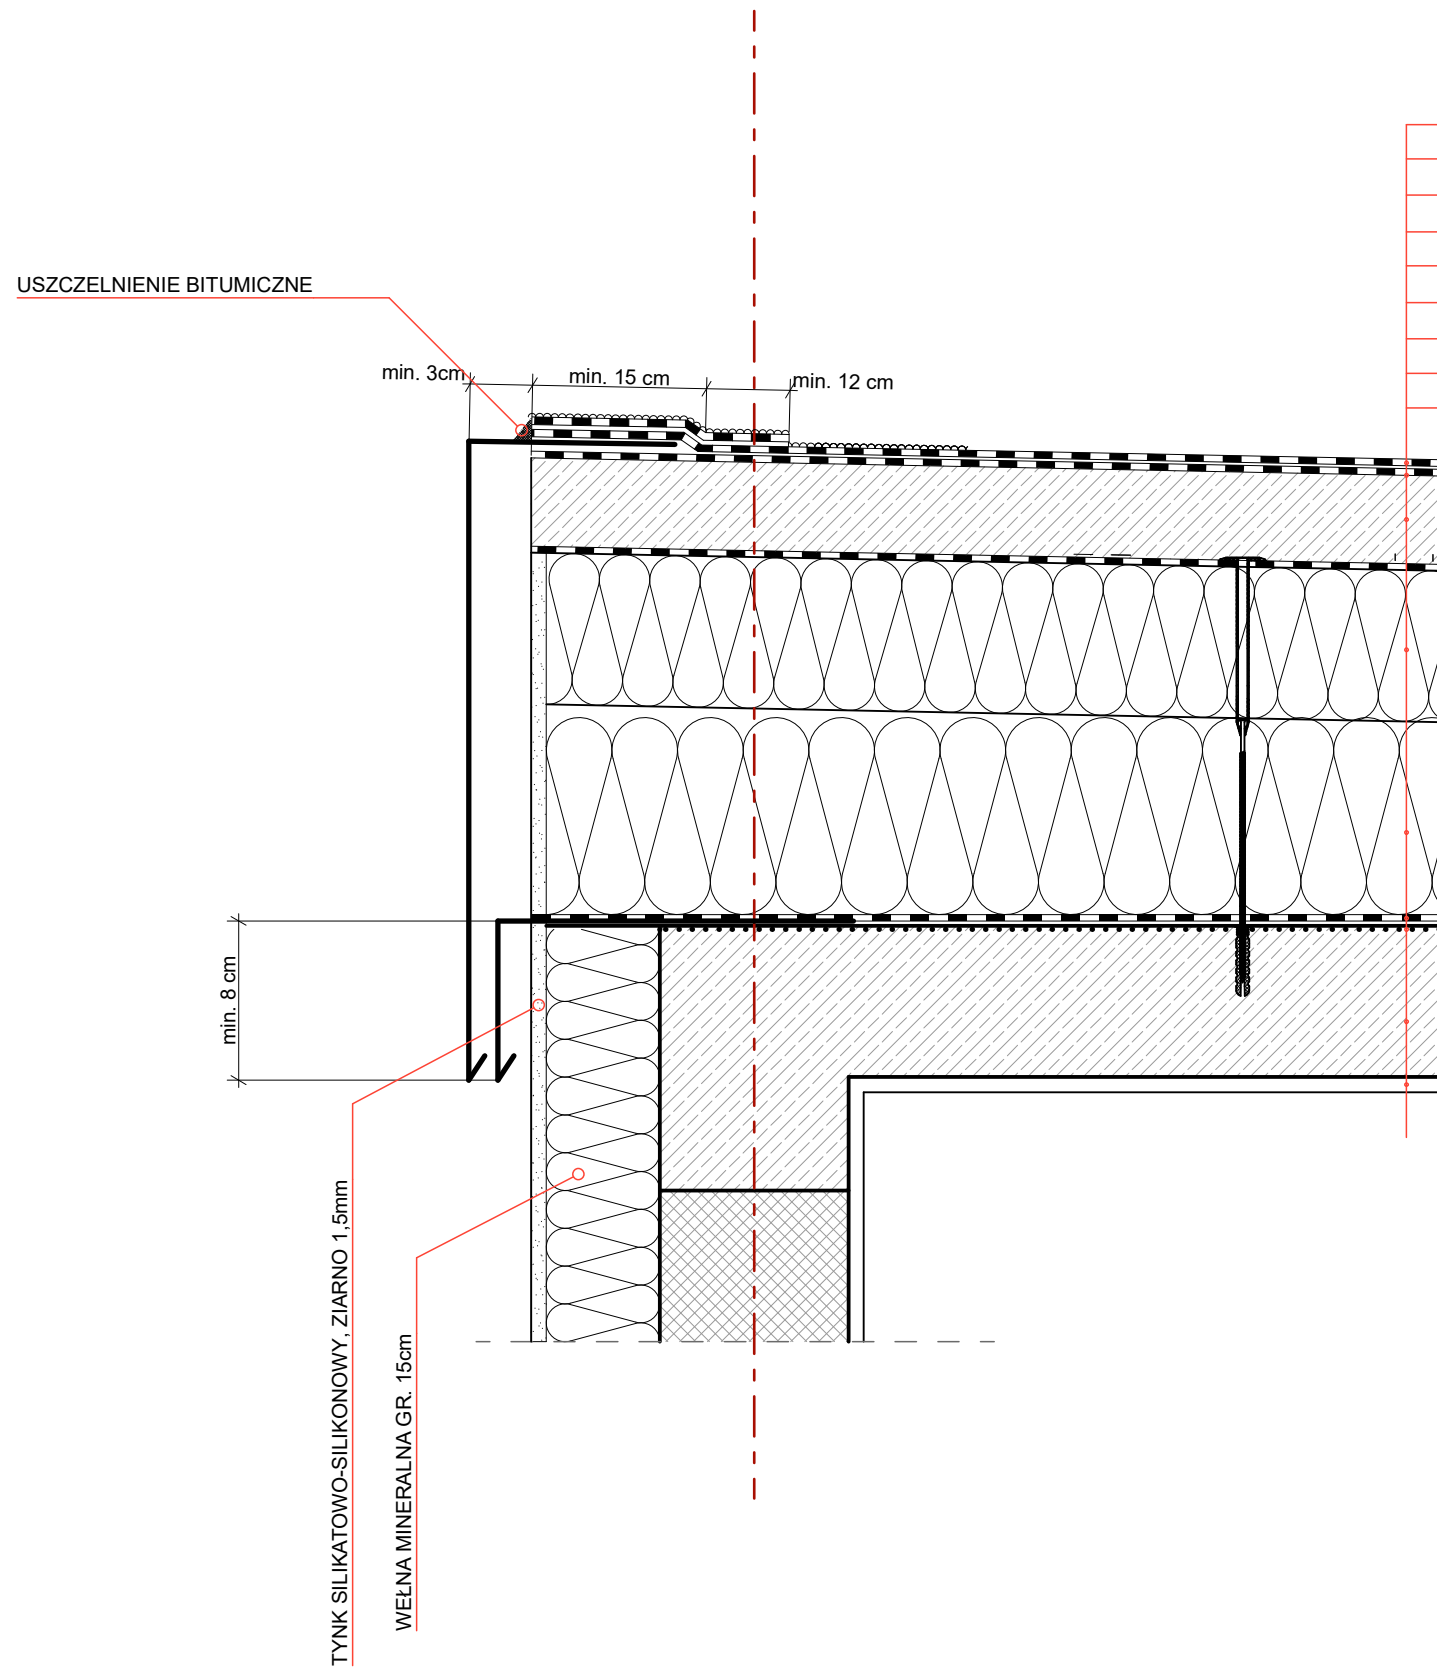 USZCZELNIENIE BITUMICZNE
min. 3cm
min. 15 cm
min. 12 cm
min. 8 cm
TYNK SILIKATOWO-SILIKONOWY, ZIARNO 1,5mm
WEŁNA MINERALNA GR. 15cm